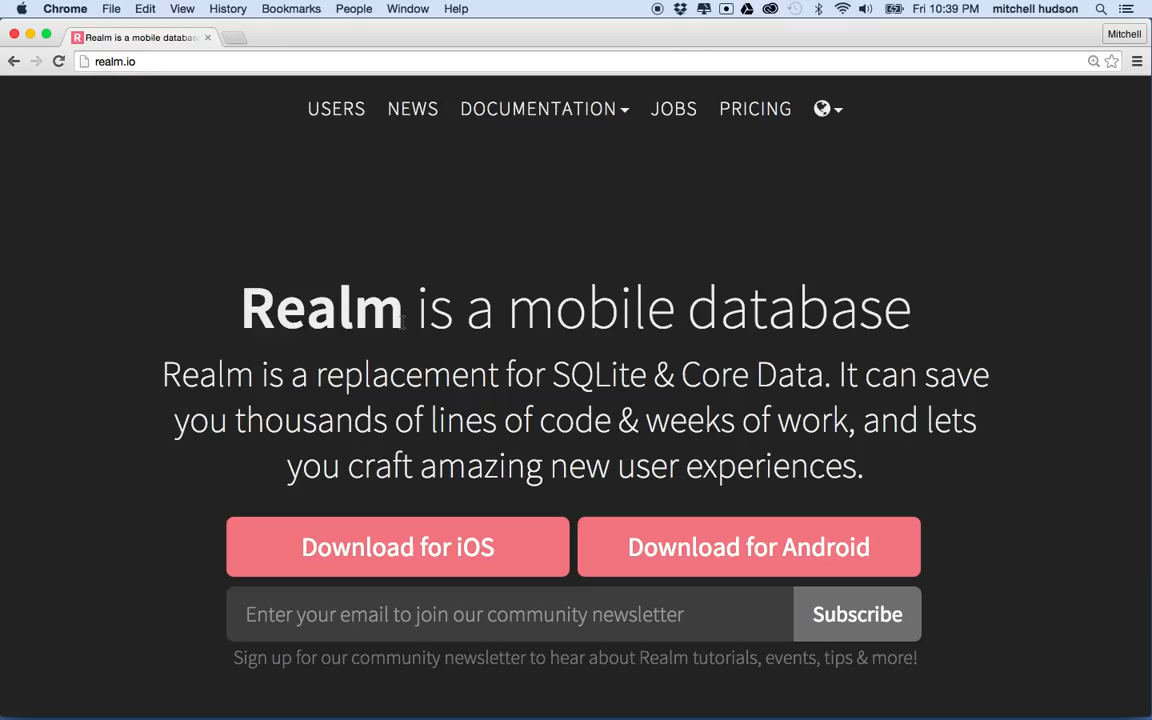 Chrome File Edit View History Bookmarks People Window Help Fri 10:39 PM mitchell hudson
Realm is a mobile databas Mitchell
realm.io
USERS NEWS DOCUMENTATION JOBS PRICING
Realm is a mobile database
Realm is a replacement for SQLite & Core Data. It can save
you thousands of lines of code & weeks of work, and lets
you craft amazing new user experiences.
Download for iOS Download for Android
Enter your email to join our community newsletter Subscribe
Sign up for our community newsletter to hear about Realm tutorials, events, tips & more!